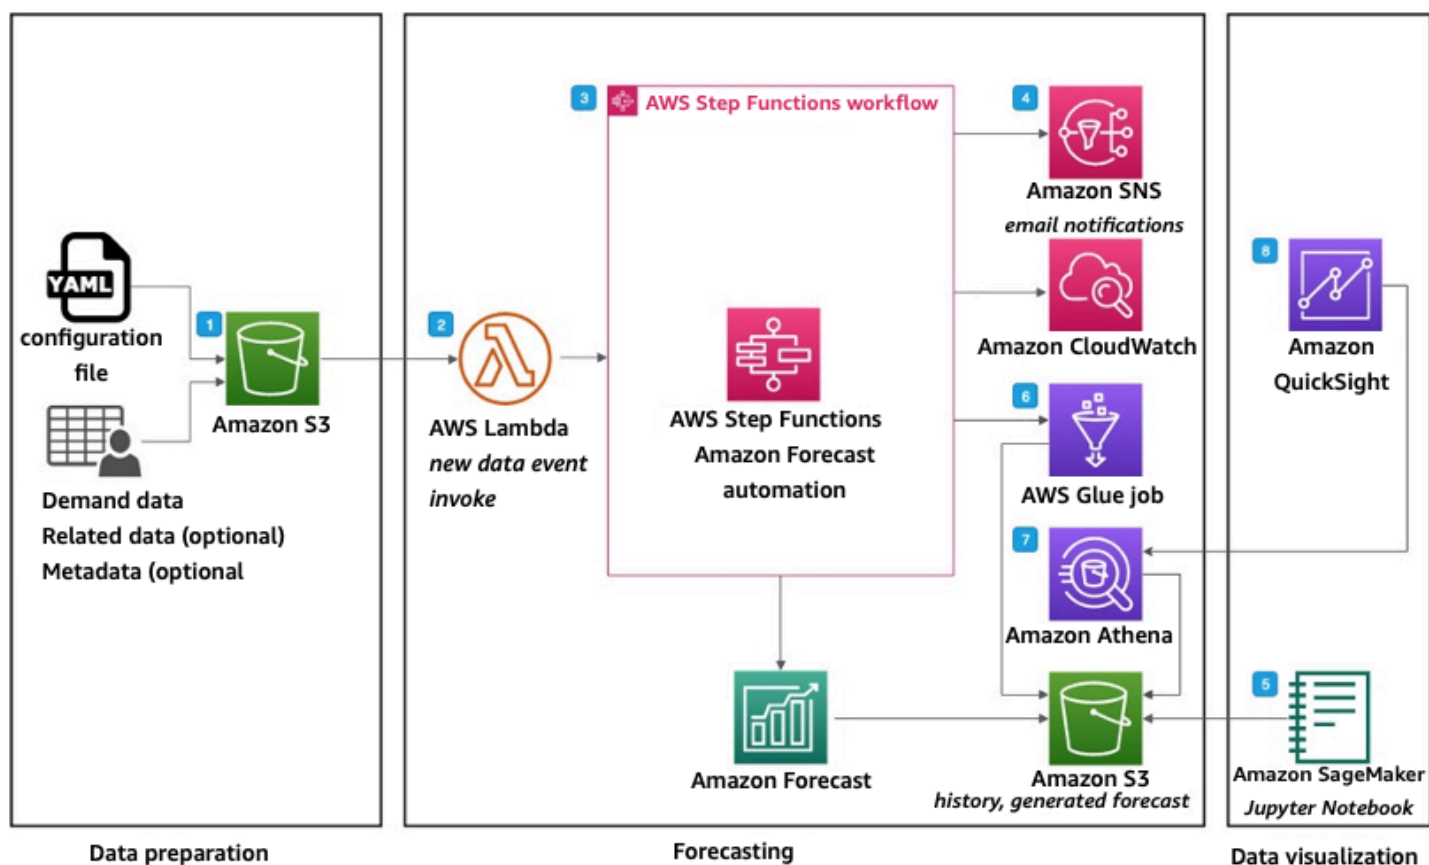 YAML
configuration
file
1
Amazon S3
Demand data
Related data (optional)
Metadata (optional
Data preparation
2
AWS Lambda
new data event
invoke
3
AWS Step Functions workflow
AWS Step Functions
Amazon Forecast
automation
4
Amazon SNS
email notifications
Amazon CloudWatch
6
AWS Glue job
7
Amazon Athena
Amazon Forecast
Amazon S3
history, generated forecast
Forecasting
8
Amazon
QuickSight
5
Amazon SageMaker
Jupyter Notebook
Data visualization